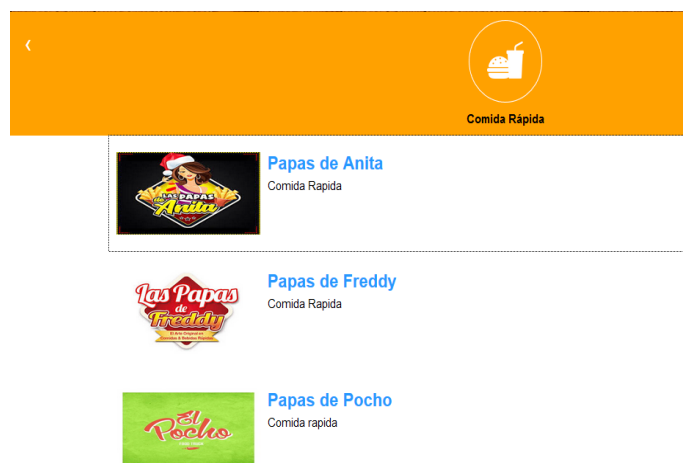 Comida Rápida
Papas de Anita
Comida Rapida
LAS PAPAS
de
Anita
Papas de Freddy
Comida Rapida
Las Papas
de
Freddy
Papas de Pocho
Comida rapida
El
Pocho